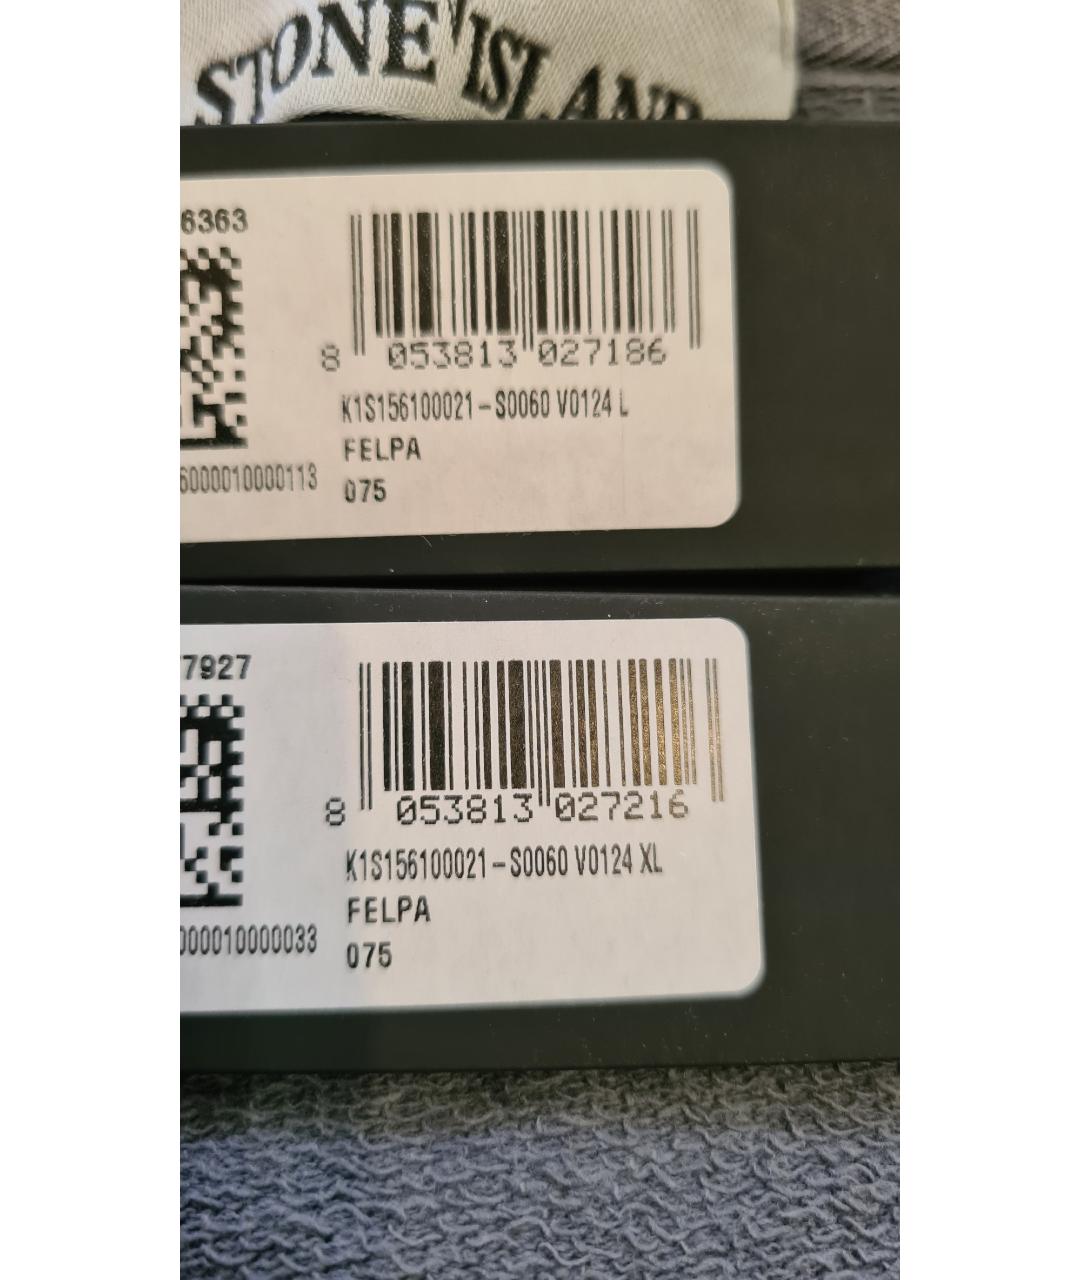 STONE ISLAND
6363
8 053813 027186
K1S156100021-S0060 V0124 L
FELPA
6000010000113
075
7927
8 053813 027216
K1S156100021-S0060 V0124 XL
FELPA
000010000033
075